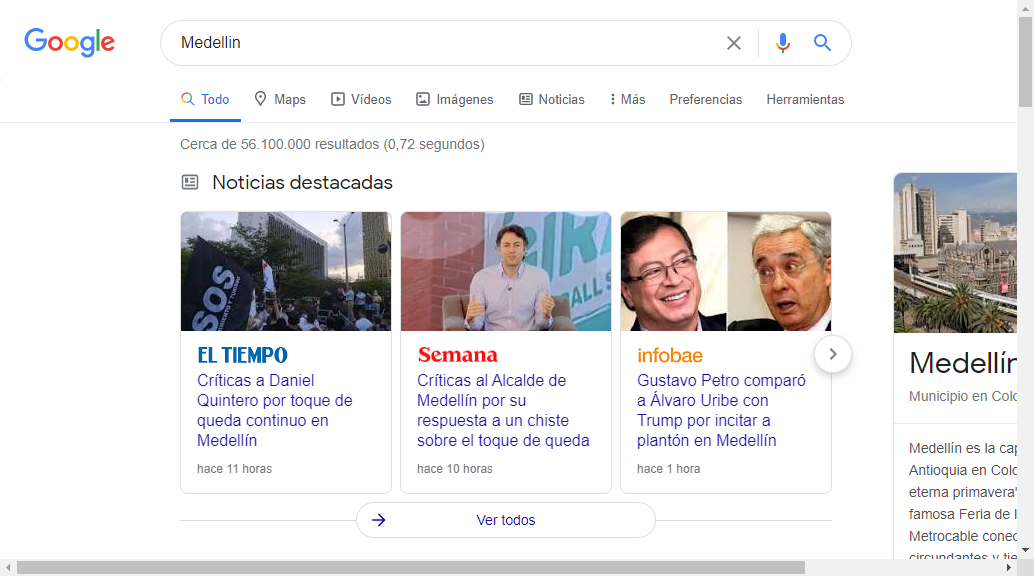 Google
Medellin
Todo
Maps
Vídeos
Imágenes
Noticias
Más
Preferencias
Herramientas
Cerca de 56.100.000 resultados (0,72 segundos)
Noticias destacadas
SOS
EL TIEMPO
Críticas a Daniel
Quintero por toque de
queda continuo en
Medellín
hace 11 horas
Semana
Críticas al Alcalde de
Medellín por su
respuesta a un chiste
sobre el toque de queda
hace 10 horas
infobae
Gustavo Petro comparó
a Álvaro Uribe con
Trump por incitar a
plantón en Medellín
hace 1 hora
Ver todos
Medellín
Municipio en Colo
Medellín es la cap
Antioquia en Colo
eterna primavera"
famosa Feria de l
Metrocable conec
circundantes y tie